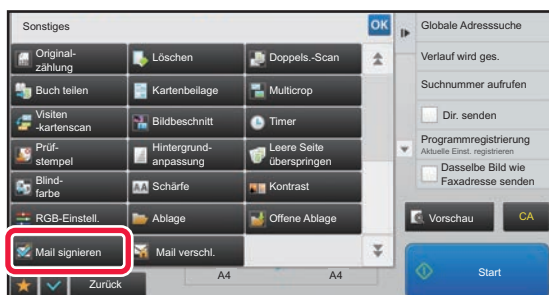 Sonstiges
OK
Original-
zählung
Löschen
Doppels.-Scan
Buch teilen
Kartenbeilage
Multicrop
Visiten
-kartenscan
Bildbeschnitt
Timer
Prüf-
stempel
Hintergrund-
anpassung
Leere Seite
überspringen
Blind-
farbe
Schärfe
Kontrast
RGB-Einstell.
Ablage
Offene Ablage
Mail signieren
Mail verschl.
Zurück
A4
A4
Globale Adresssuche
Verlauf wird ges.
Suchnummer aufrufen
Dir. senden
Programmregistrierung
Aktuelle Einst. registrieren
Dasselbe Bild wie
Faxadresse senden
Vorschau
CA
Start